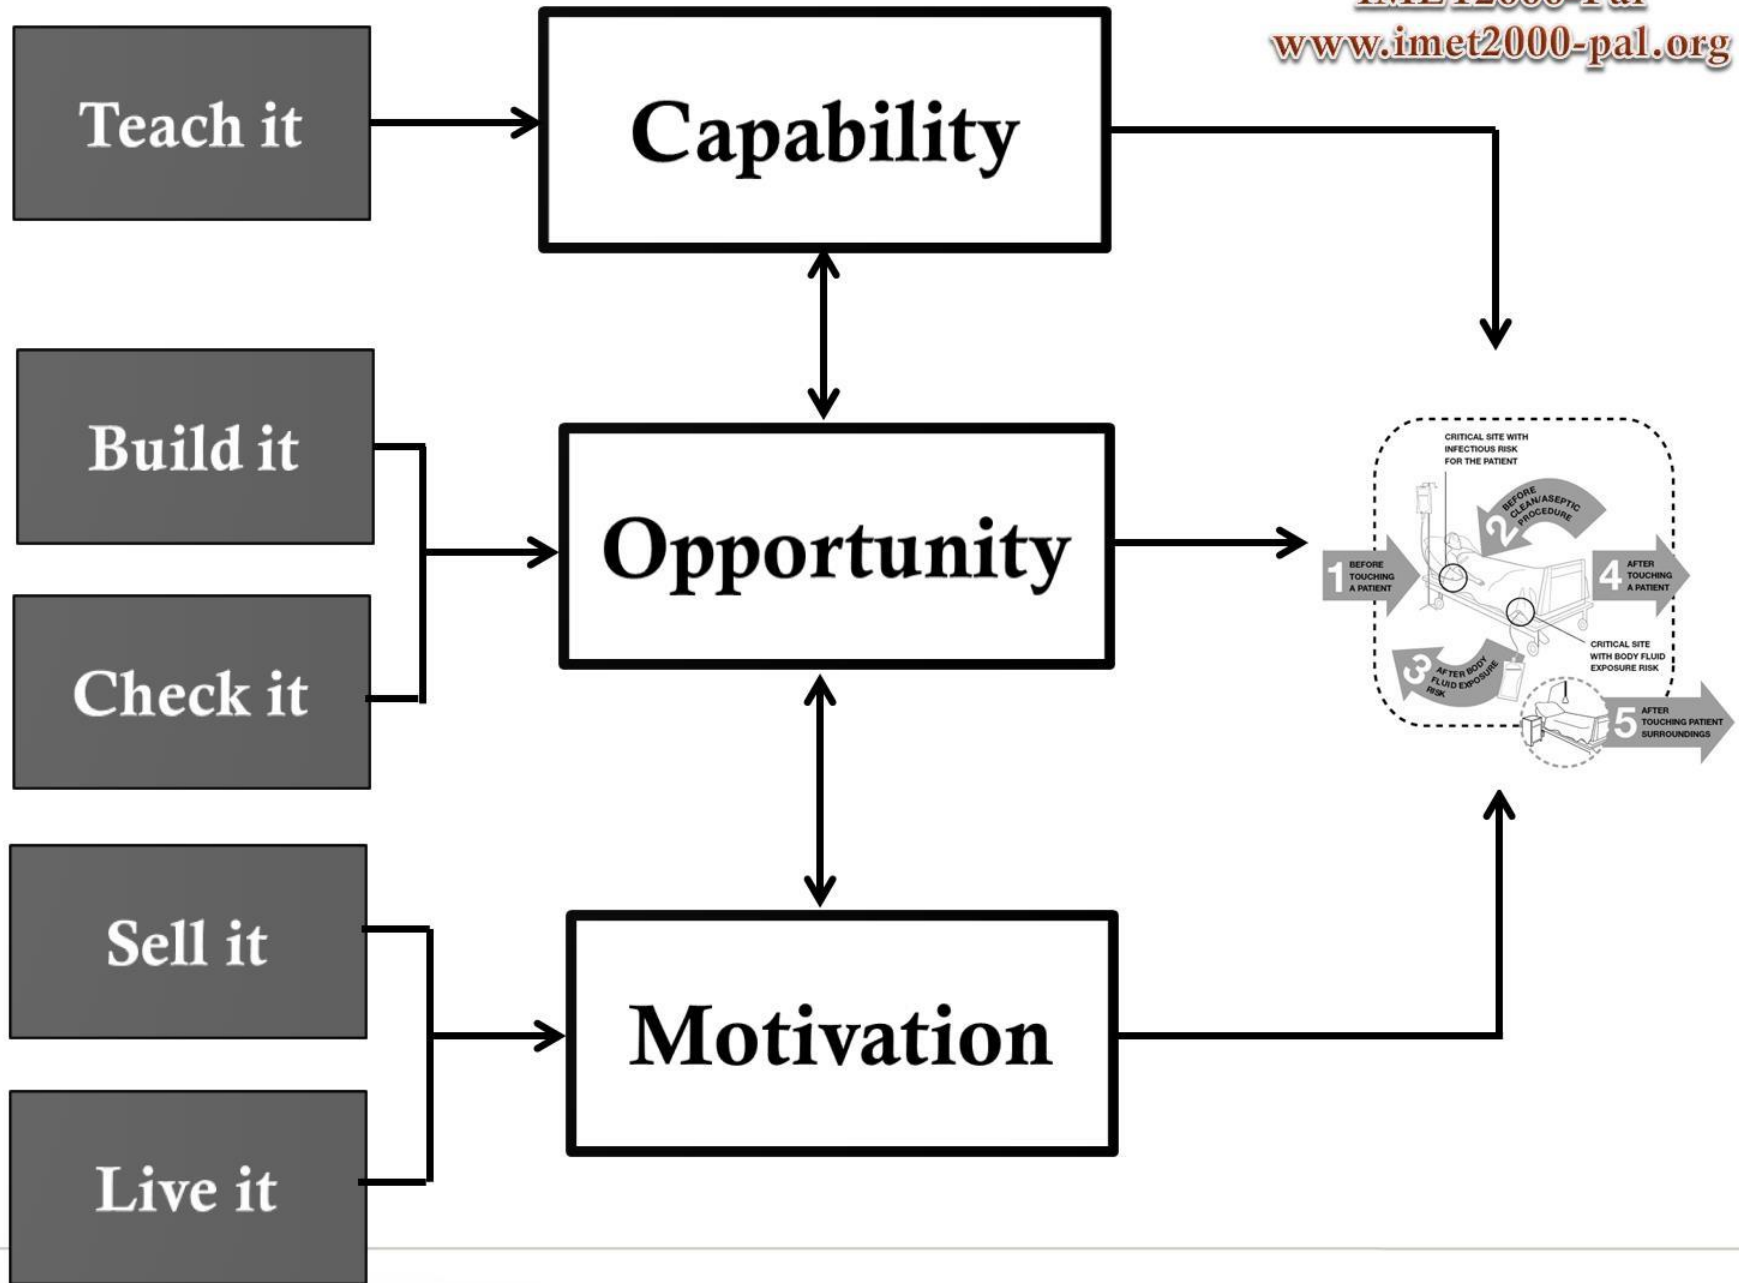 www.imet2000-pal.org
Teach it
Capability
Build it
Check it
Opportunity
CRITICAL SITE WITH
INFECTIOUS RISK
FOR THE PATIENT
2
BEFORE
CLEAN/ASEPTIC
PROCEDURE
1
BEFORE
TOUCHING
A PATIENT
4
AFTER
TOUCHING
A PATIENT
CRITICAL SITE
WITH BODY FLUID
EXPOSURE RISK
3
AFTER BODY
FLUID EXPOSURE
RISK
5
AFTER
TOUCHING PATIENT
SURROUNDINGS
Sell it
Live it
Motivation